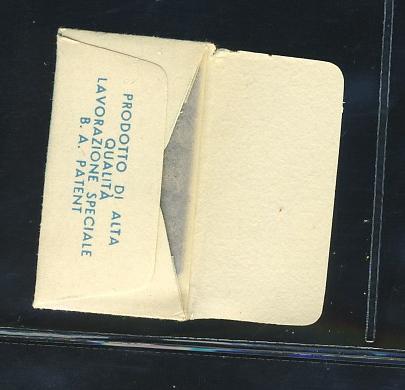 PRODOTTO DI ALTA
QUALITÀ
LAVORAZIONE SPECIALE
B. A. PATENT